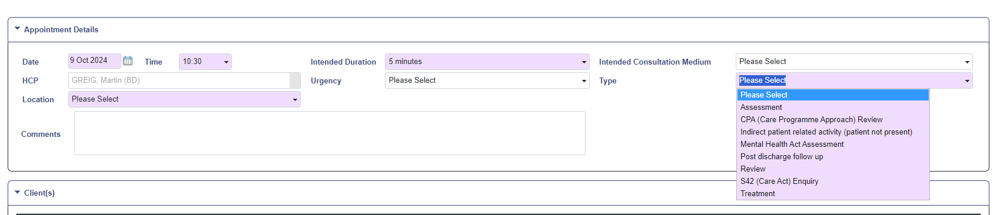 Appointment Details
Date 9 Oct 2024 Time 10:30 Intended Duration 5 minutes Intended Consultation Medium Please Select
HCP GREIG, Martin (BD) Urgency Please Select Type Please Select
Location Please Select
Comments
Please Select
Assessment
CPA (Care Programme Approach) Review
Indirect patient related activity (patient not present)
Mental Health Act Assessment
Post discharge follow up
Review
S42 (Care Act) Enquiry
Treatment
Client(s)